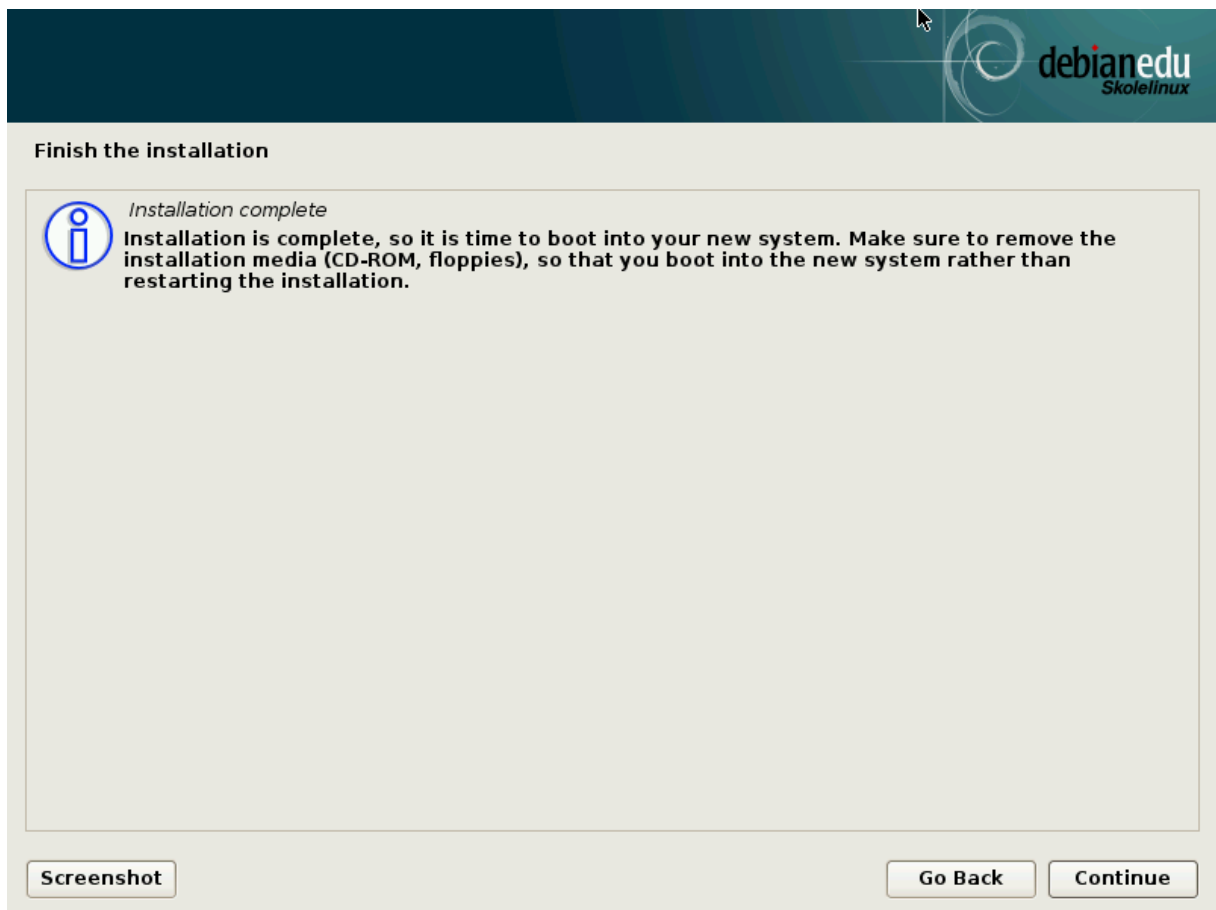 debianedu
Skolelinux
Finish the installation
Installation complete
Installation is complete, so it is time to boot into your new system. Make sure to remove the
installation media (CD-ROM, floppies), so that you boot into the new system rather than
restarting the installation.
Screenshot
Go Back
Continue